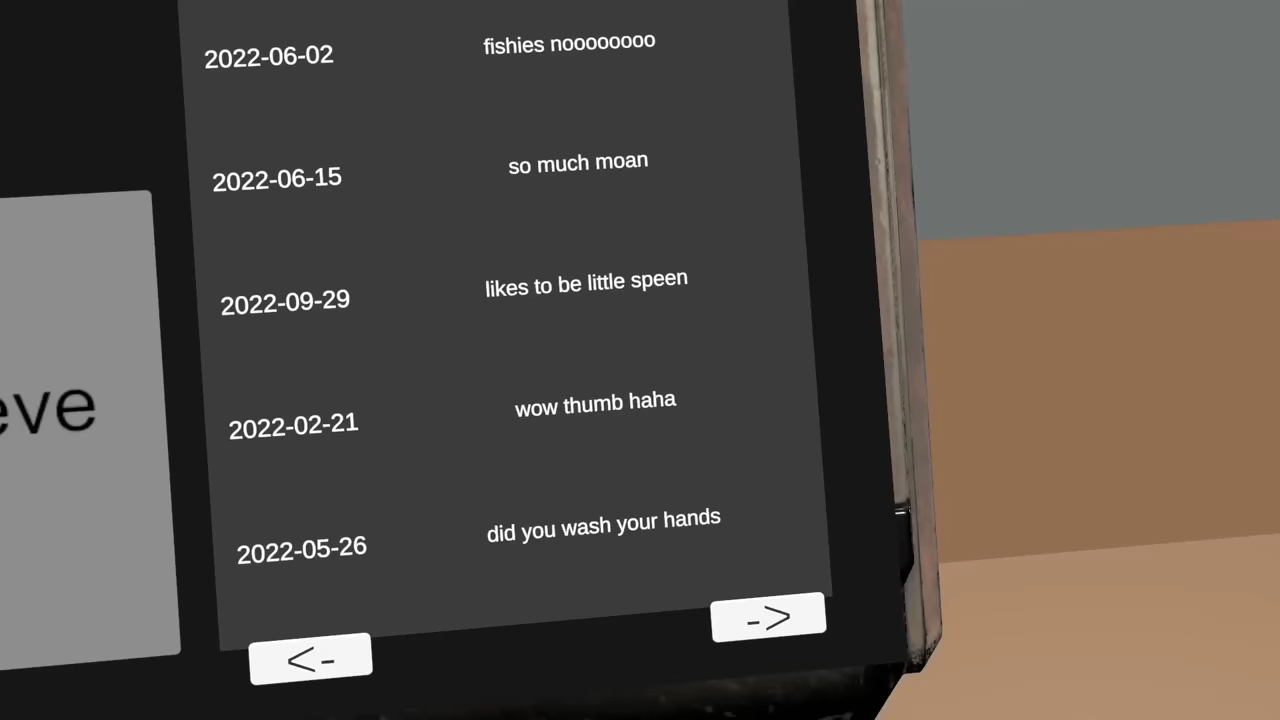 2022-06-02 fishies noooooooo
2022-06-15 so much moan
2022-09-29 likes to be little speen
eve
2022-02-21 wow thumb haha
2022-05-26 did you wash your hands
<- ->